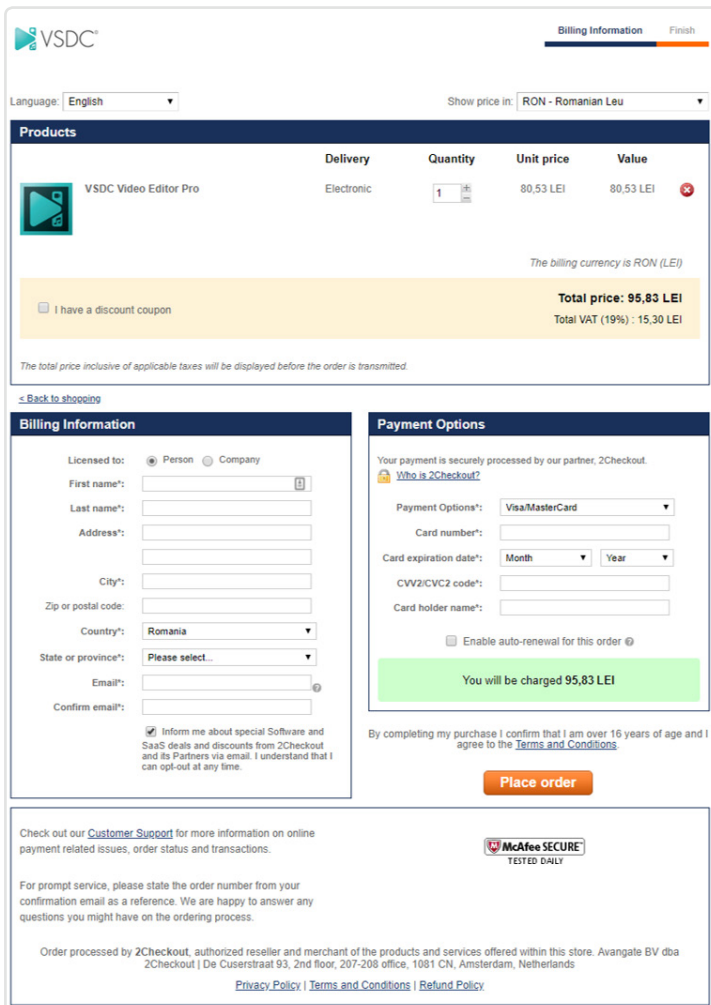 VSDC®
Billing Information Finish
Language: English Show price in: RON - Romanian Leu
Products
Delivery Quantity Unit price Value
VSDC Video Editor Pro Electronic 1 80,53 LEI 80,53 LEI
The billing currency is RON (LEI)
Total price: 95,83 LEI
I have a discount coupon
Total VAT (19%) : 15,30 LEI
The total price inclusive of applicable taxes will be displayed before the order is transmitted.
< Back to shopping
Billing Information
Licensed to: Person Company
First name*:
Last name*:
Address*:
City*:
Zip or postal code:
Country*: Romania
State or province*: Please select...
Email*:
Confirm email*:
Inform me about special Software and
SaaS deals and discounts from 2Checkout
and its Partners via email. I understand that I
can opt-out at any time.
Payment Options
Your payment is securely processed by our partner, 2Checkout.
Who is 2Checkout?
Payment Options*: Visa/MasterCard
Card number*:
Card expiration date*: Month Year
CVV2/CVC2 code*:
Card holder name*:
Enable auto-renewal for this order
You will be charged 95,83 LEI
By completing my purchase I confirm that I am over 16 years of age and I
agree to the Terms and Conditions.
Place order
Check out our Customer Support for more information on online
payment related issues, order status and transactions.
For prompt service, please state the order number from your
confirmation email as a reference. We are happy to answer any
questions you might have on the ordering process.
McAfee SECURE™
TESTED DAILY
Order processed by 2Checkout, authorized reseller and merchant of the products and services offered within this store. Avangate BV dba
2Checkout | De Cuserstraat 93, 2nd floor, 207-208 office, 1081 CN, Amsterdam, Netherlands
Privacy Policy | Terms and Conditions | Refund Policy